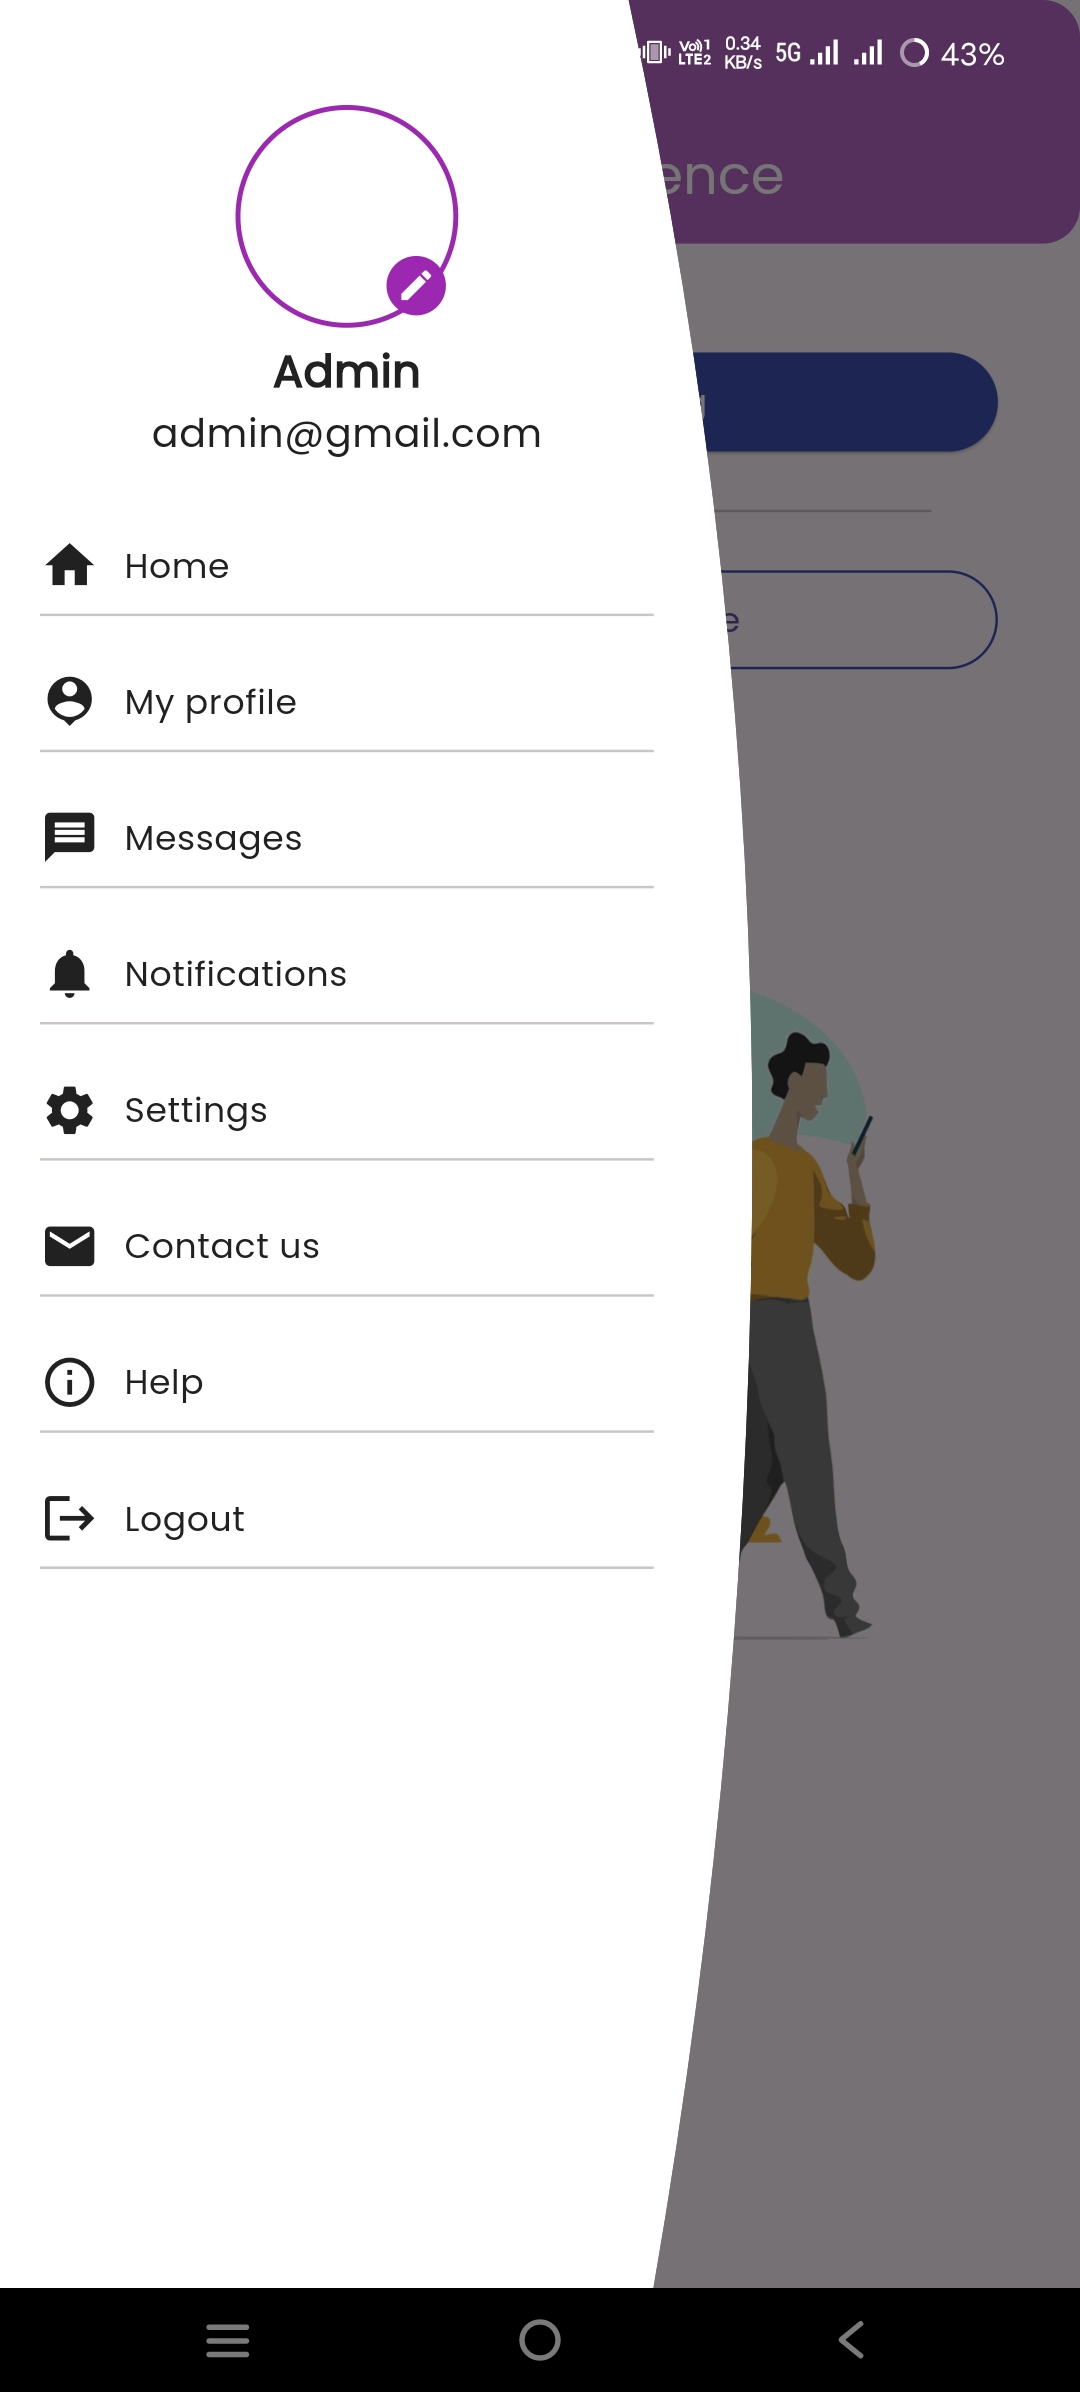 Vo 1
LTE2
0.34
KB/s
5G
43%
ence
Admin
admin@gmail.com
Home
e
My profile
Messages
Notifications
Settings
Contact us
Help
Logout